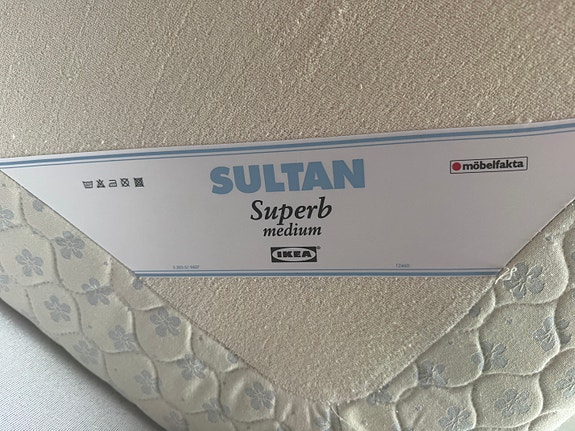 SULTAN
möbelfakta
Superb
medium
IKEA